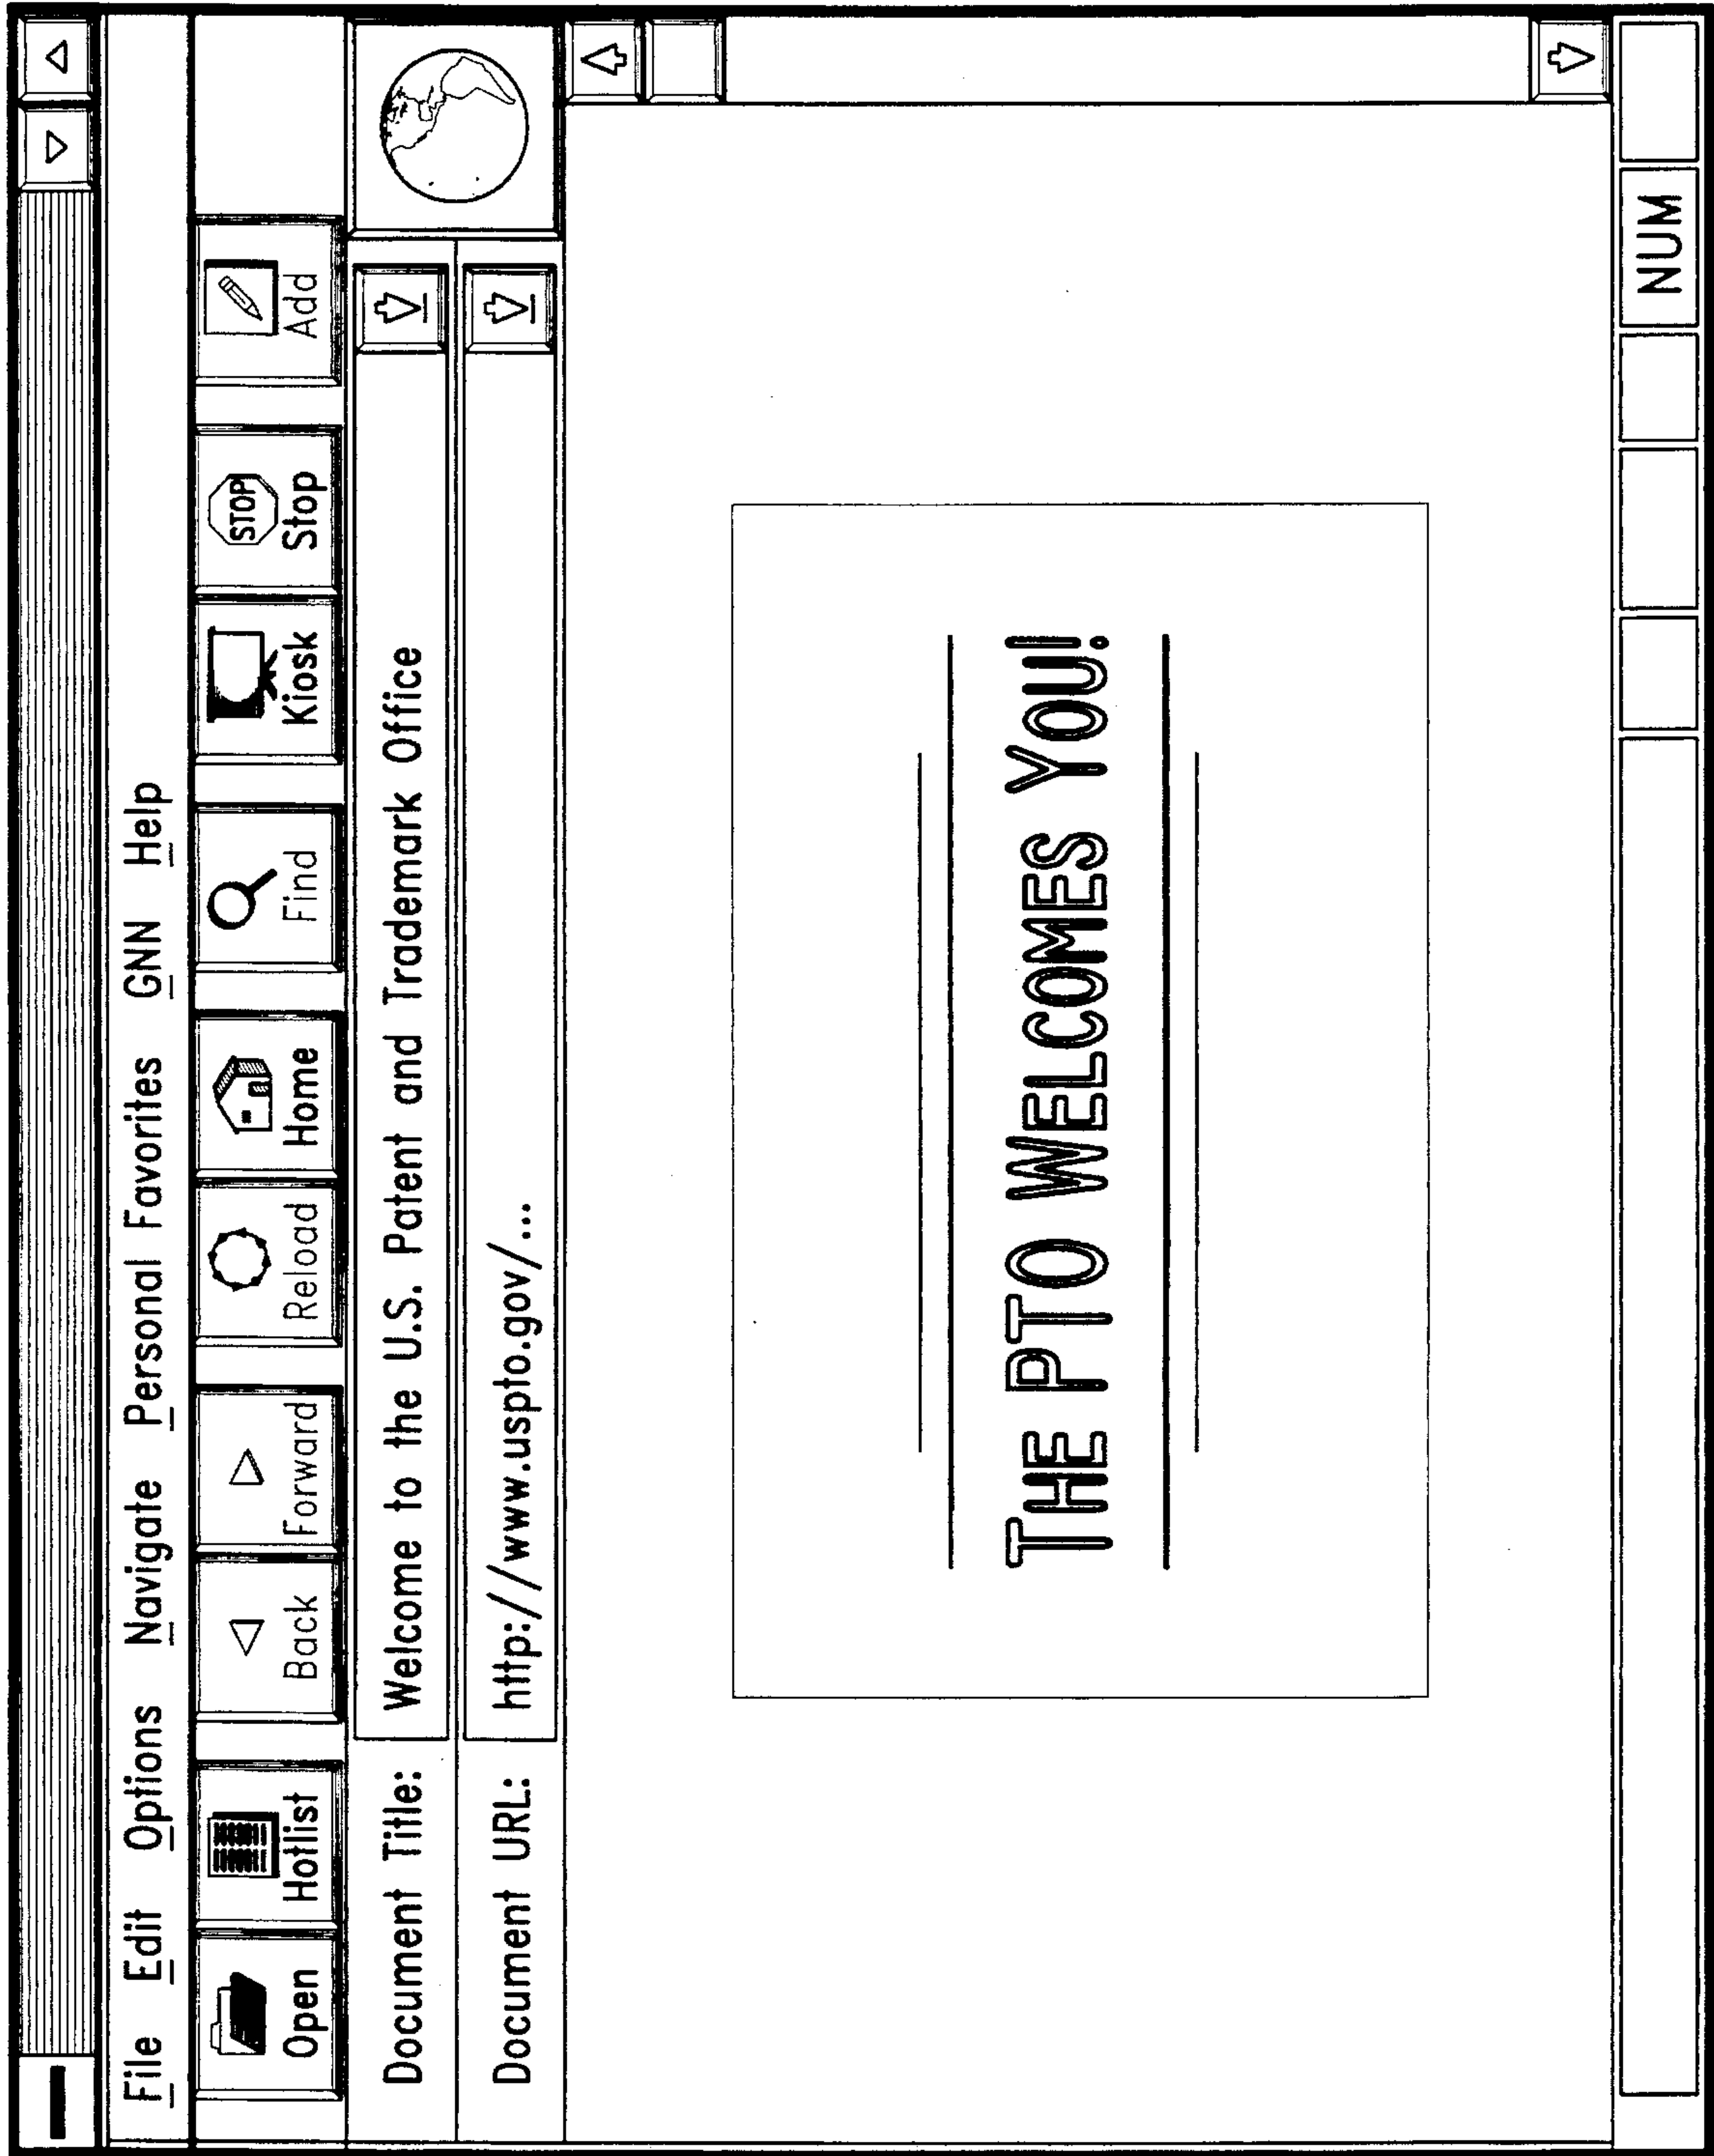 File Edit Options Navigate Personal Favorites GNN Help
Open Hotlist Back Forward Reload Home Find Kiosk STOP Stop Add
Document Title: Welcome to the U.S. Patent and Trademark Office
Document URL: http://www.uspto.gov/...
THE PTO WELCOMES YOU!
NUM